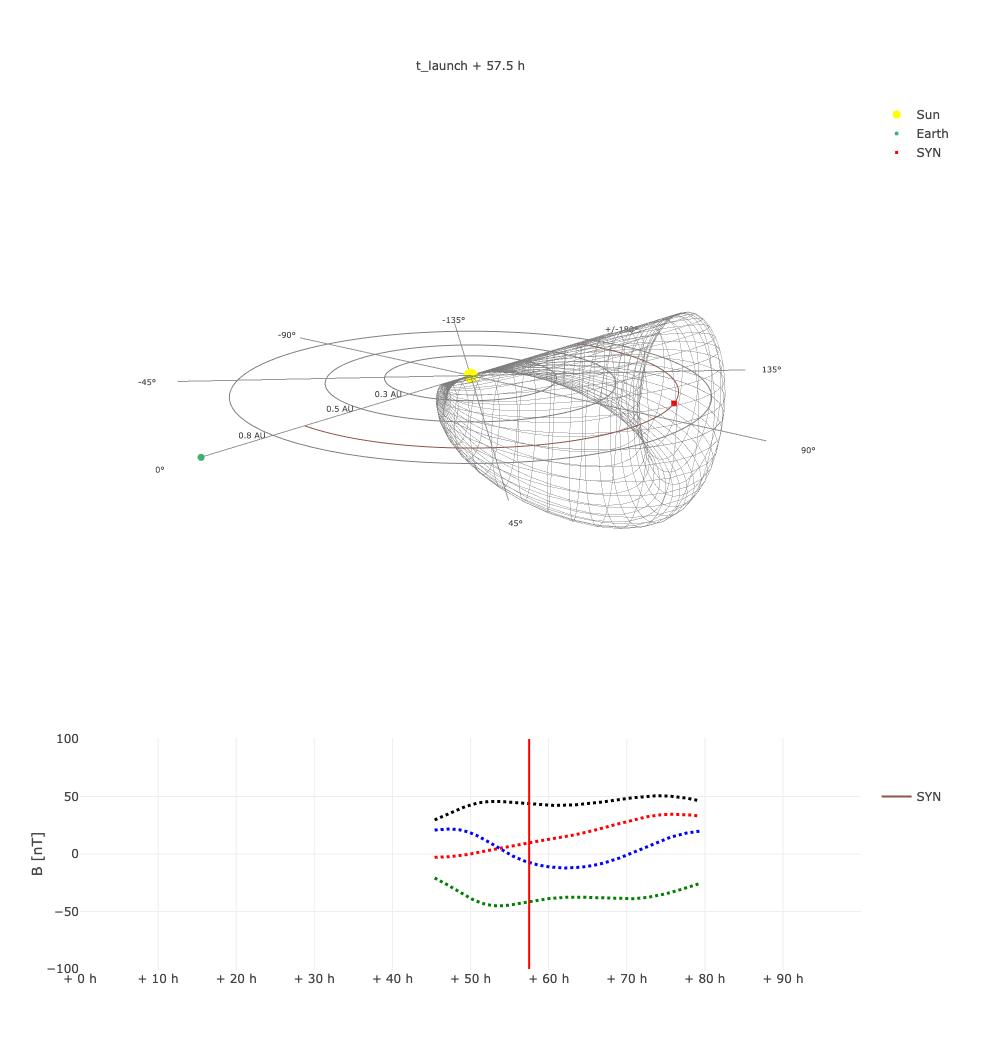 t_launch + 57.5 h
Sun
Earth
SYN
-135°
+/-180°
-90°
135°
-45°
0.3 AU
0.5 AU
0.8 AU
90°
0°
45°
100
50
0
−50
−100
B [nT]
SYN
+ 0 h
+ 10 h
+ 20 h
+ 30 h
+ 40 h
+ 50 h
+ 60 h
+ 70 h
+ 80 h
+ 90 h